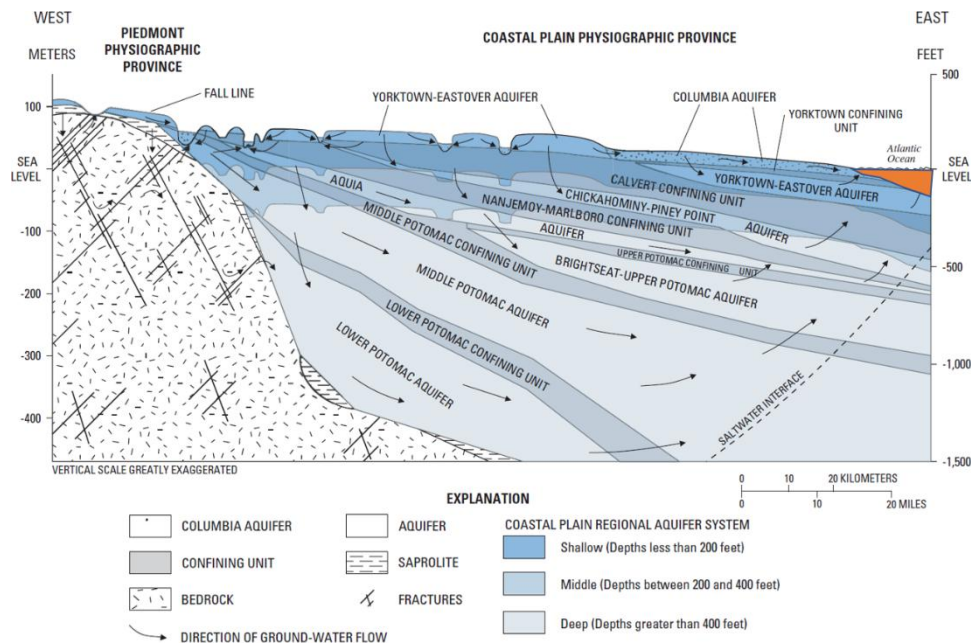 WEST
EAST
METERS
PIEDMONT
PHYSIOGRAPHIC
PROVINCE
COASTAL PLAIN PHYSIOGRAPHIC PROVINCE
FEET
500
100
FALL LINE
YORKTOWN-EASTOVER AQUIFER
COLUMBIA AQUIFER
YORKTOWN CONFINING
UNIT
Atlantic
Ocean
SEA
LEVEL
SEA
LEVEL
CALVERT CONFINING UNIT
YORKTOWN-EASTOVER AQUIFER
AQUIA
CHICKAHOMINY-PINEY POINT
AQUIFER
NANJEMOY-MARLBORO CONFINING UNIT
AQUIFER
-100
MIDDLE POTOMAC CONFINING UNIT
UPPER POTOMAC CONFINING
UNIT
BRIGHTSEAT-UPPER POTOMAC AQUIFER
-500
-200
MIDDLE POTOMAC AQUIFER
LOWER POTOMAC CONFINING UNIT
-300
LOWER POTOMAC AQUIFER
-1,000
-400
SALTWATER INTERFACE
-1,500
VERTICAL SCALE GREATLY EXAGGERATED
0 10 20 KILOMETERS
0 10 20 MILES
EXPLANATION
COLUMBIA AQUIFER
AQUIFER
CONFINING UNIT
SAPROLITE
BEDROCK
FRACTURES
DIRECTION OF GROUND-WATER FLOW
COASTAL PLAIN REGIONAL AQUIFER SYSTEM
Shallow (Depths less than 200 feet)
Middle (Depths between 200 and 400 feet)
Deep (Depths greater than 400 feet)